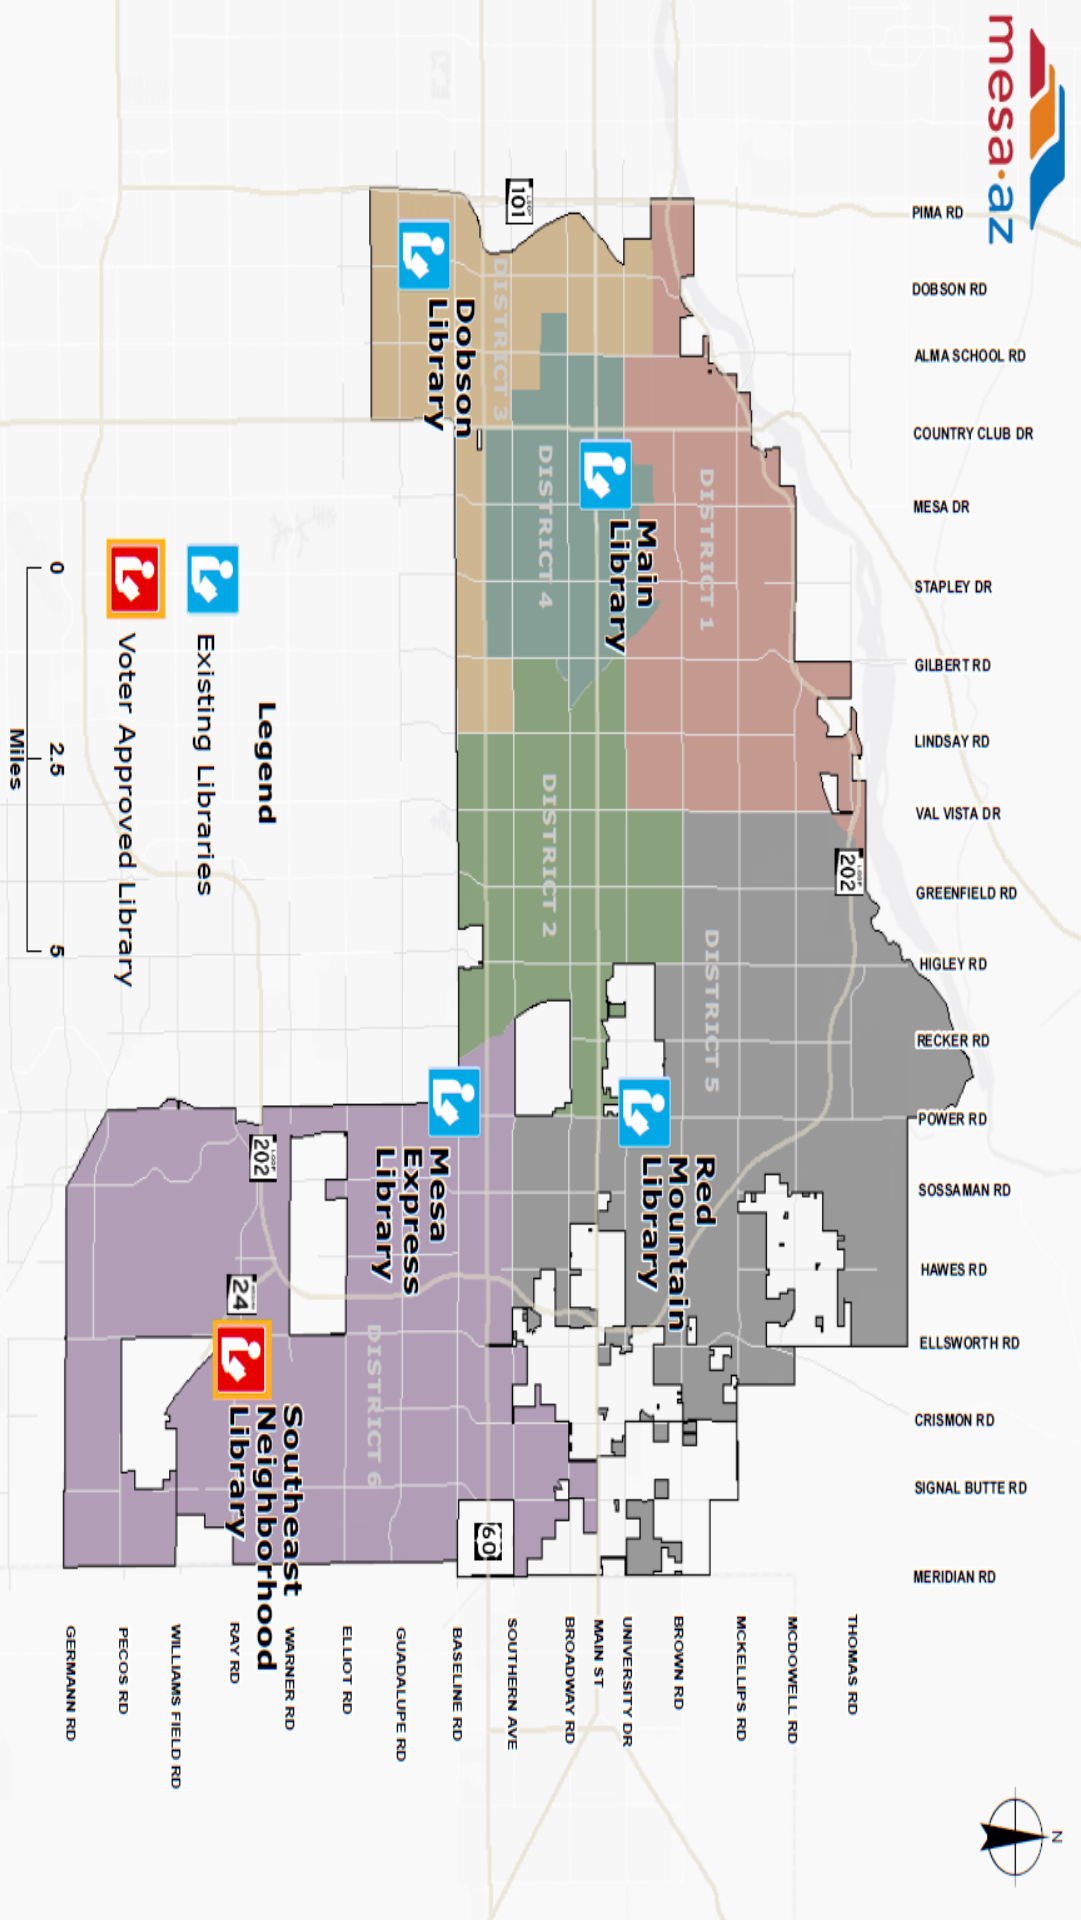 mesa·az
PIMA RD
DOBSON RD
ALMA SCHOOL RD
COUNTRY CLUB DR
MESA DR
STAPLEY DR
GILBERT RD
LINDSAY RD
VAL VISTA DR
GREENFIELD RD
HIGLEY RD
RECKER RD
POWER RD
SOSSAMAN RD
HAWES RD
ELLSWORTH RD
CRISMON RD
SIGNAL BUTTE RD
MERIDIAN RD
N
THOMAS RD
MCDOWELL RD
MCKELLIPS RD
BROWN RD
UNIVERSITY DR
MAIN ST
BROADWAY RD
SOUTHERN AVE
BASELINE RD
GUADALUPE RD
ELLIOT RD
WARNER RD
RAY RD
WILLIAMS FIELD RD
PECOS RD
GERMANN RD
LOOP
202
DISTRICT 1
DISTRICT 5
Main
Library
Red
Mountain
Library
DISTRICT 4
DISTRICT 2
LOOP
101
DISTRICT 3
60
Dobson
Library
Mesa
Express
Library
DISTRICT 6
LOOP
202
24
Southeast
Neighborhood
Library
Legend
Existing Libraries
Voter Approved Library
0
2.5
5
Miles